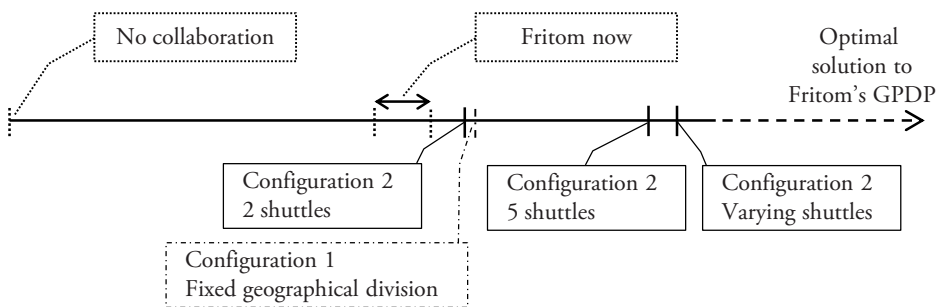 No collaboration
Fritom now
Optimal
solution to
Fritom's GPDP
Configuration 2
2 shuttles
Configuration 2
5 shuttles
Configuration 2
Varying shuttles
Configuration 1
Fixed geographical division